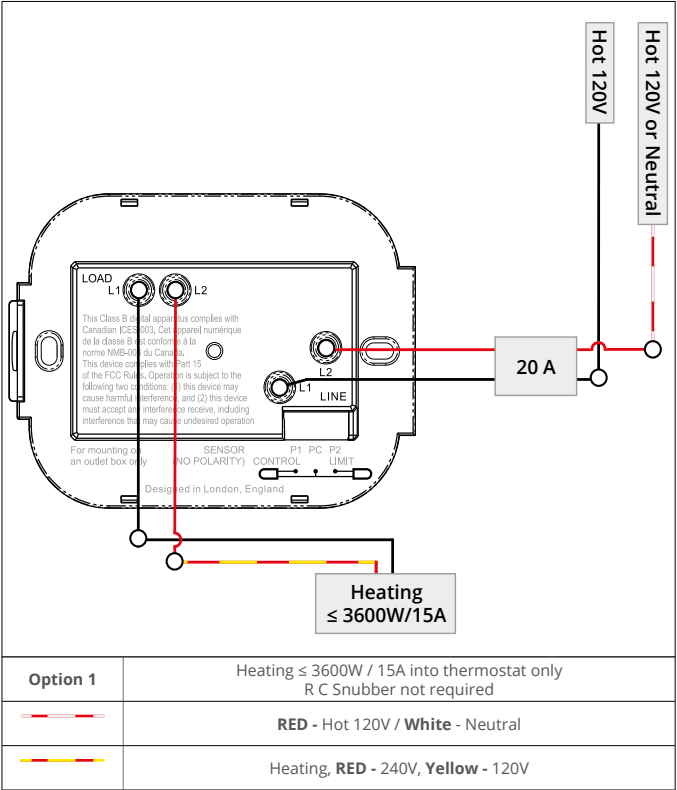 Hot 120V
Hot 120V or Neutral
LOAD
L1
L2
This Class B digital apparatus complies with
Canadian ICES-003, Cet appareil numérique
de la classe B est conforme à la
norme NMB-003 du Canada.
This device complies with Part 15
of the FCC Rules. Operation is subject to the
following two conditions: (1) this device may
cause harmful interference, and (2) this device
must accept any interference receive, including
interference that may cause undesired operation
L2
L1
LINE
20 A
For mounting on
an outlet box only
SENSOR
(NO POLARITY)
P1 PC P2
CONTROL LIMIT
Designed in London, England
Heating
≤ 3600W/15A
Option 1
Heating ≤ 3600W / 15A into thermostat only
R C Snubber not required
RED - Hot 120V / White - Neutral
Heating, RED - 240V, Yellow - 120V